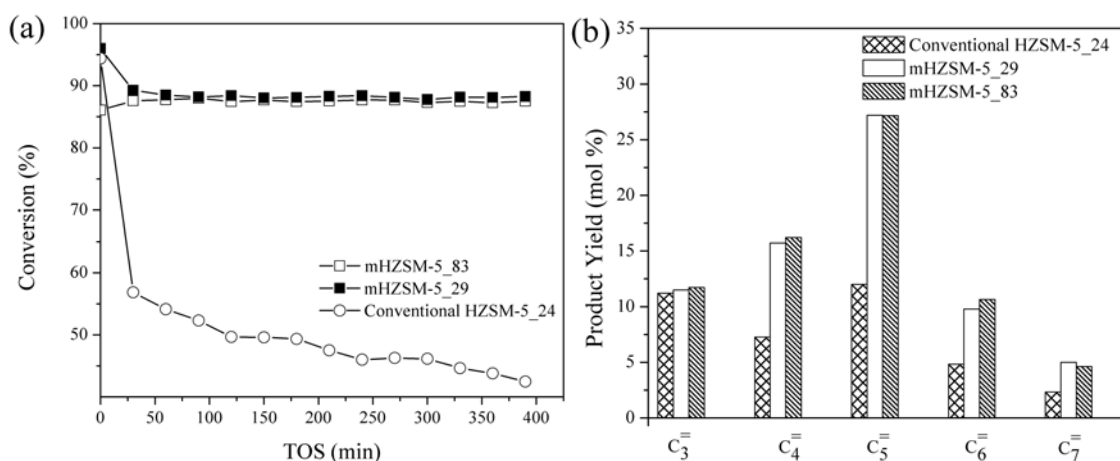 (a)
100
90
80
70
60
50
Conversion (%)
mHZSM-5_83
mHZSM-5_29
Conventional HZSM-5_24
0 50 100 150 200 250 300 350 400
TOS (min)
(b)
35
30
25
20
15
10
5
0
Product Yield (mol %)
Conventional HZSM-5_24
mHZSM-5_29
mHZSM-5_83
C₃⁼ C₄⁼ C₅⁼ C₆⁼ C₇⁼